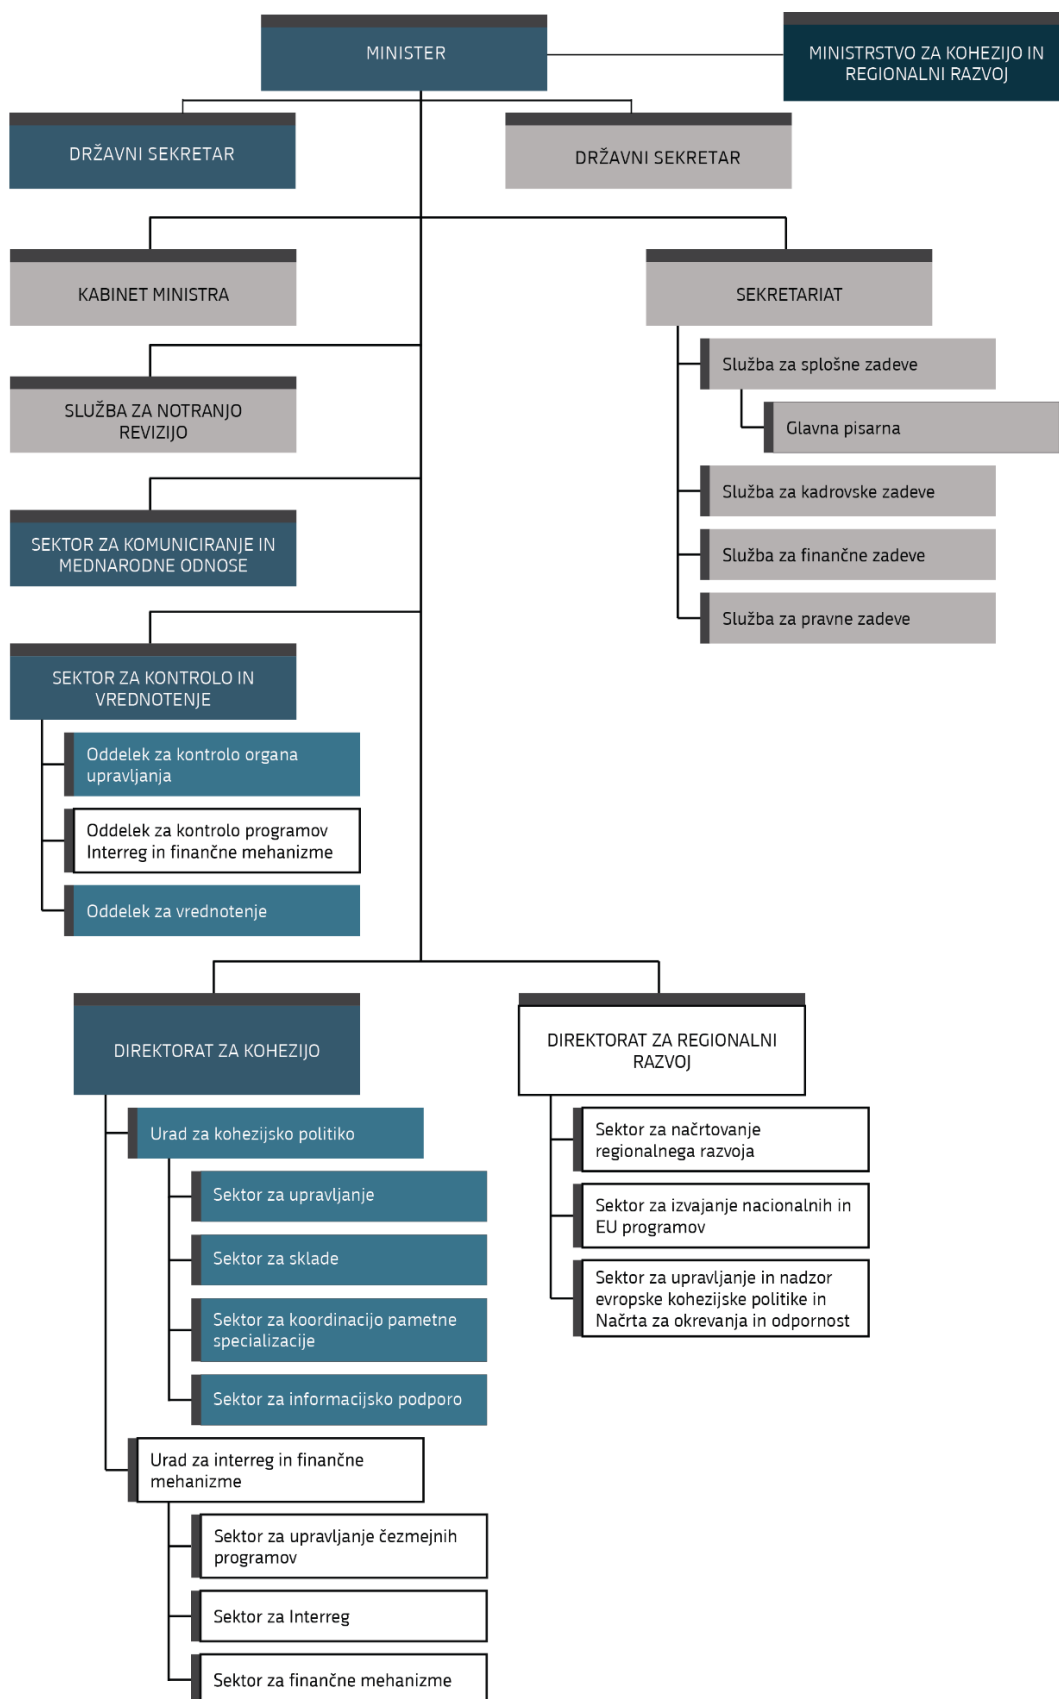 MINISTER
MINISTRSTVO ZA KOHEZIJO IN
REGIONALNI RAZVOJ
DRŽAVNI SEKRETAR
DRŽAVNI SEKRETAR
KABINET MINISTRA
SEKRETARIAT
Služba za splošne zadeve
Glavna pisarna
Služba za kadrovske zadeve
Služba za finančne zadeve
Služba za pravne zadeve
SLUŽBA ZA NOTRANJO
REVIZIJO
SEKTOR ZA KOMUNICIRANJE IN
MEDNARODNE ODNOSE
SEKTOR ZA KONTROLO IN
VREDNOTENJE
Oddelek za kontrolo organa
upravljanja
Oddelek za kontrolo programov
Interreg in finančne mehanizme
Oddelek za vrednotenje
DIREKTORAT ZA KOHEZIJO
Urad za kohezijsko politiko
Sektor za upravljanje
Sektor za sklade
Sektor za koordinacijo pametne
specializacije
Sektor za informacijsko podporo
Urad za interreg in finančne
mehanizme
Sektor za upravljanje čezmejnih
programov
Sektor za Interreg
Sektor za finančne mehanizme
DIREKTORAT ZA REGIONALNI
RAZVOJ
Sektor za načrtovanje
regionalnega razvoja
Sektor za izvajanje nacionalnih in
EU programov
Sektor za upravljanje in nadzor
evropske kohezijske politike in
Načrta za okrevanja in odpornost